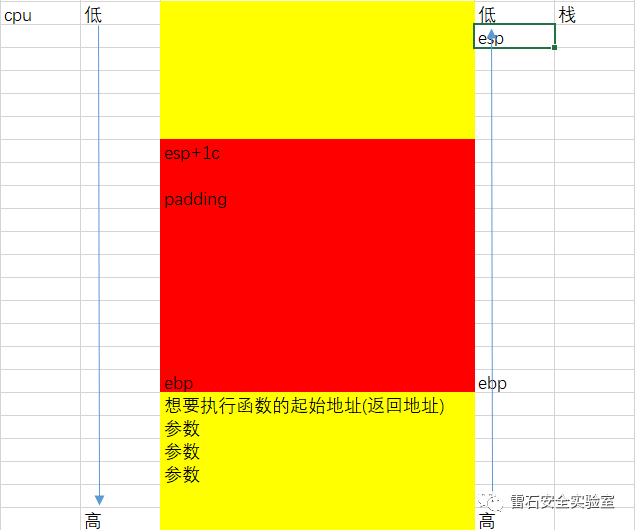 cpu 低 低 栈
esp
esp+1c
padding
ebp ebp
想要执行函数的起始地址(返回地址)
参数
参数
参数
雷石安全实验室
高 高